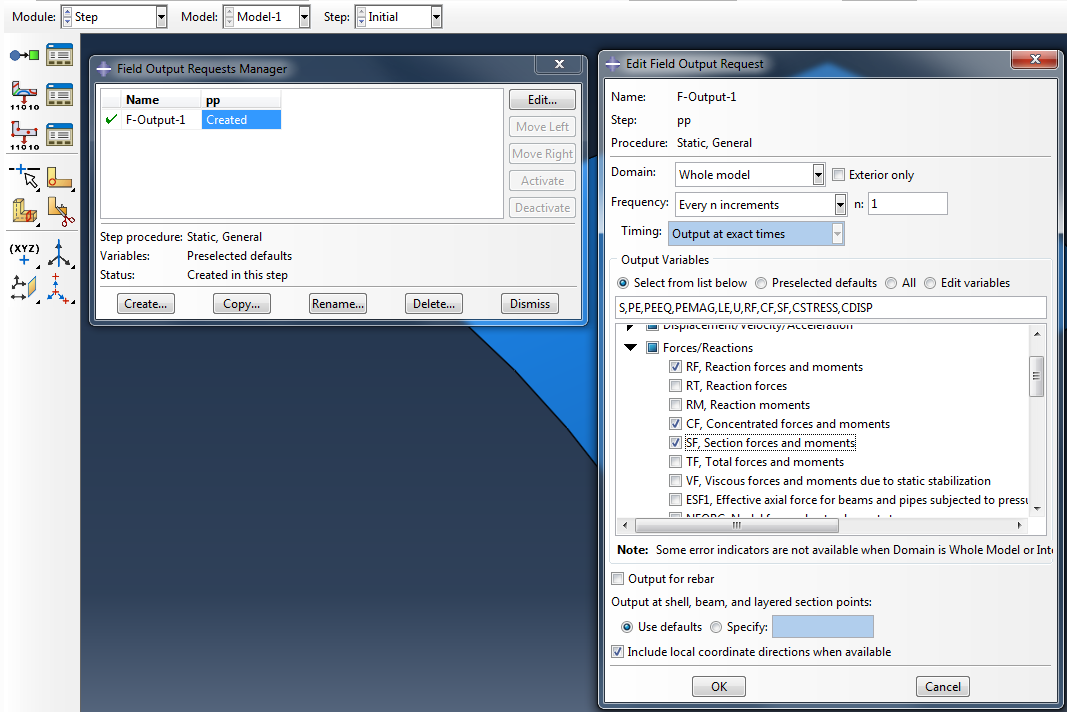 Module: Step Model: Model-1 Step: Initial
Field Output Requests Manager
Name pp
F-Output-1 Created
Edit...
Move Left
Move Right
Activate
Deactivate
Step procedure: Static, General
Variables: Preselected defaults
Status: Created in this step
Create... Copy... Rename... Delete... Dismiss
11010
11010
(XYZ)
Edit Field Output Request
Name: F-Output-1
Step: pp
Procedure: Static, General
Domain: Whole model Exterior only
Frequency: Every n increments n: 1
Timing: Output at exact times
Output Variables
Select from list below Preselected defaults All Edit variables
S,PE,PEEQ,PEMAG,LE,U,RF,CF,SF,CSTRESS,CDISP
Displacement/Velocity/Acceleration
Forces/Reactions
RF, Reaction forces and moments
RT, Reaction forces
RM, Reaction moments
CF, Concentrated forces and moments
SF, Section forces and moments
TF, Total forces and moments
VF, Viscous forces and moments due to static stabilization
ESF1, Effective axial force for beams and pipes subjected to pressu
Note: Some error indicators are not available when Domain is Whole Model or Inte
Output for rebar
Output at shell, beam, and layered section points:
Use defaults Specify:
Include local coordinate directions when available
OK Cancel